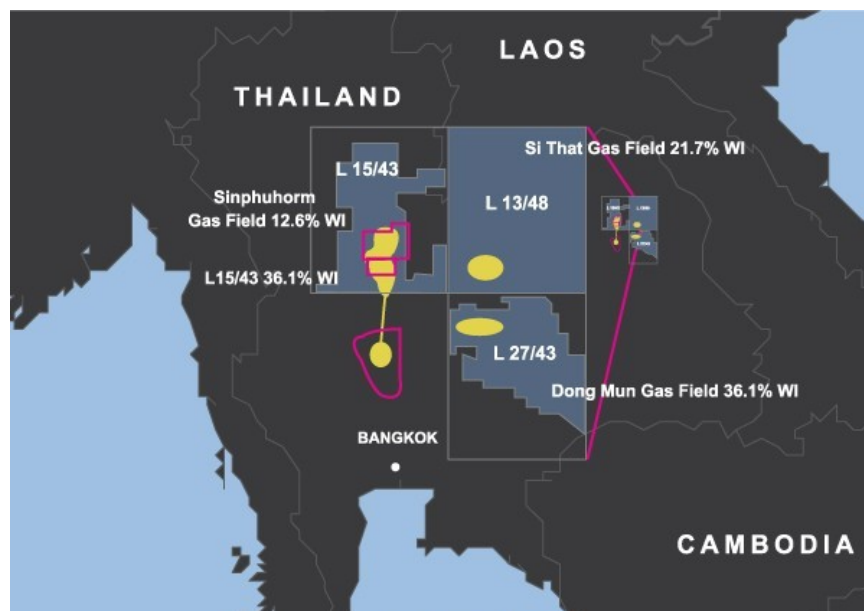 LAOS
THAILAND
Si That Gas Field 21.7% WI
L 15/43
Sinphuhorm
Gas Field 12.6% WI
L 13/48
L15/43 36.1% WI
L 27/43
Dong Mun Gas Field 36.1% WI
BANGKOK
CAMBODIA